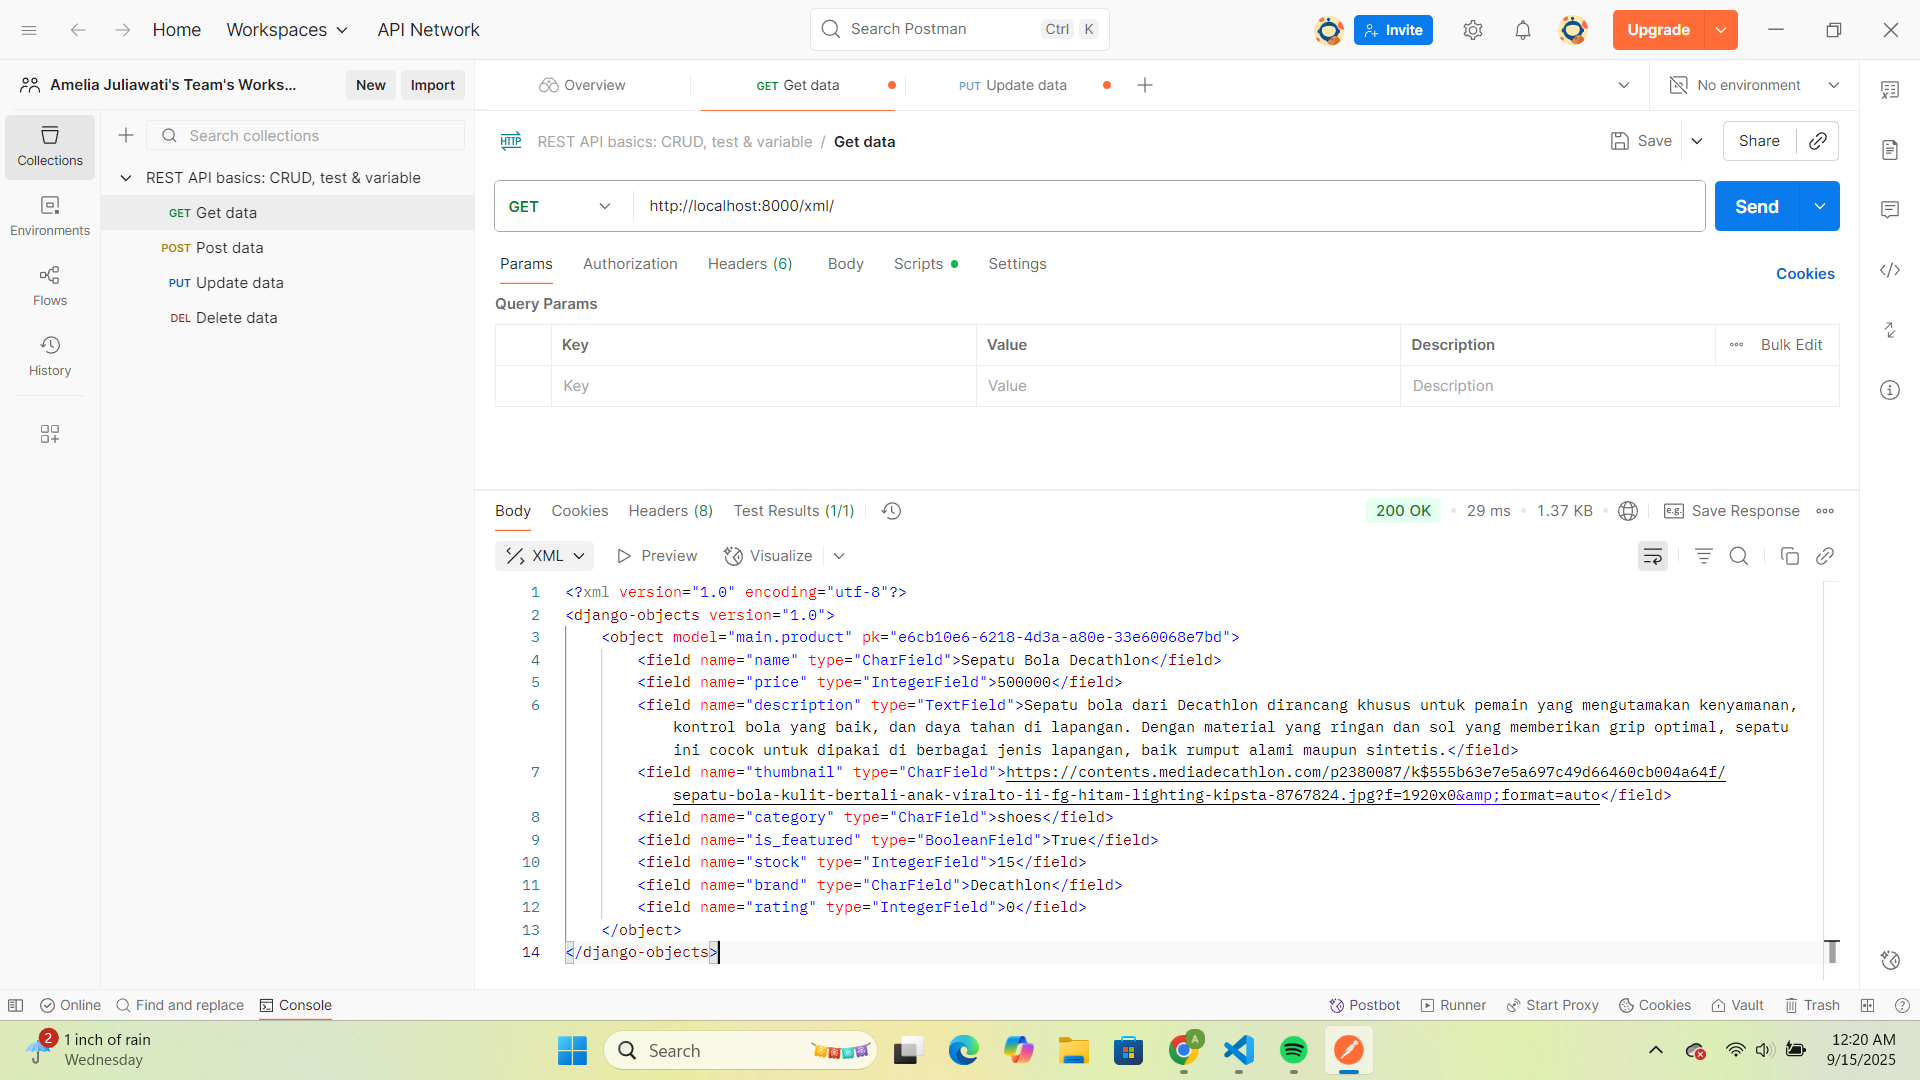 Home Workspaces API Network Search Postman Ctrl K Invite Upgrade
Amelia Juliawati's Team's Works... New Import Overview GET Get data PUT Update data No environment
Collections
Environments
Flows
History
Search collections
REST API basics: CRUD, test & variable
GET Get data
POST Post data
PUT Update data
DEL Delete data
HTTP REST API basics: CRUD, test & variable / Get data Save Share
GET http://localhost:8000/xml/ Send
Params Authorization Headers (6) Body Scripts Settings Cookies
Query Params
Key Value Description Bulk Edit
Key Value Description
Body Cookies Headers (8) Test Results (1/1) 200 OK 29 ms 1.37 KB e.g. Save Response
XML Preview Visualize
1 <?xml version="1.0" encoding="utf-8"?>
2 <django-objects version="1.0">
3 <object model="main.product" pk="e6cb10e6-6218-4d3a-a80e-33e60068e7bd">
4 <field name="name" type="CharField">Sepatu Bola Decathlon</field>
5 <field name="price" type="IntegerField">500000</field>
6 <field name="description" type="TextField">Sepatu bola dari Decathlon dirancang khusus untuk pemain yang mengutamakan kenyamanan,
kontrol bola yang baik, dan daya tahan di lapangan. Dengan material yang ringan dan sol yang memberikan grip optimal, sepatu
ini cocok untuk dipakai di berbagai jenis lapangan, baik rumput alami maupun sintetis.</field>
7 <field name="thumbnail" type="CharField">https://contents.mediadecathlon.com/p2380087/k$555b63e7e5a697c49d66460cb004a64f/
sepatu-bola-kulit-bertali-anak-viralto-ii-fg-hitam-lighting-kipsta-8767824.jpg?f=1920x0&amp;format=auto</field>
8 <field name="category" type="CharField">shoes</field>
9 <field name="is_featured" type="BooleanField">True</field>
10 <field name="stock" type="IntegerField">15</field>
11 <field name="brand" type="CharField">Decathlon</field>
12 <field name="rating" type="IntegerField">0</field>
13 </object>
14 </django-objects>
Online Find and replace Console Postbot Runner Start Proxy Cookies Vault Trash
2 1 inch of rain
Wednesday
Search
A
12:20 AM
9/15/2025